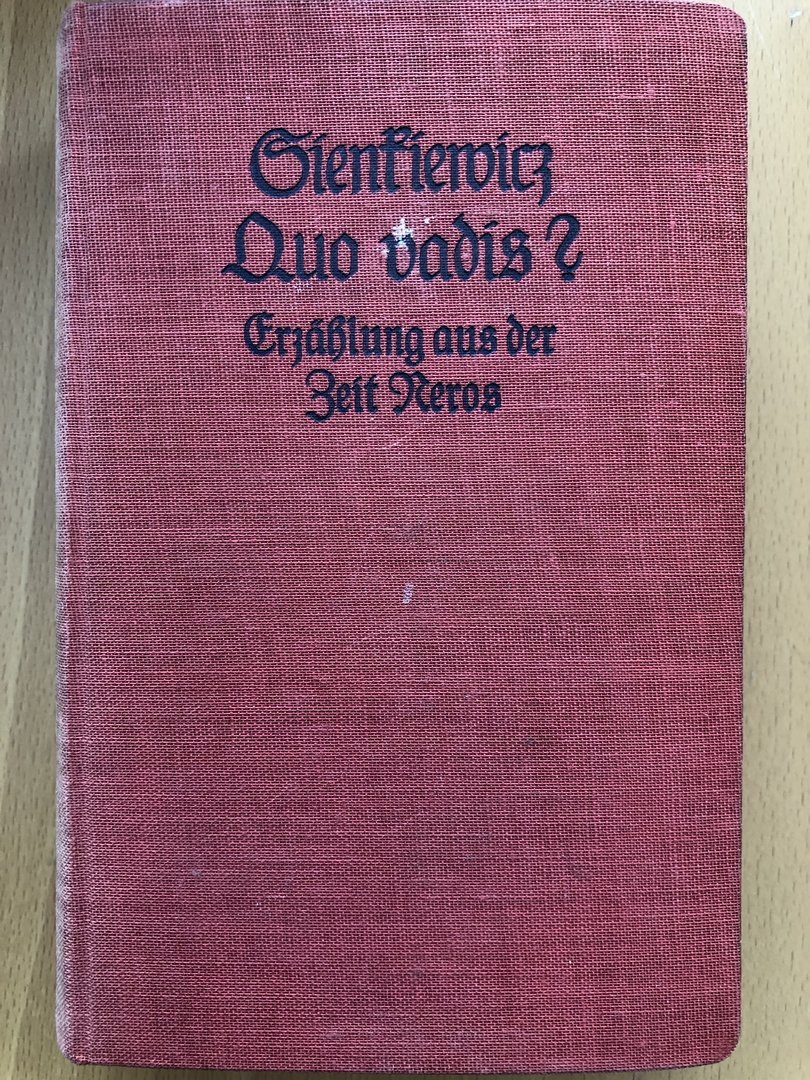 Sienkiewicz
Quo vadis?
Erzählung aus der
Zeit Neros